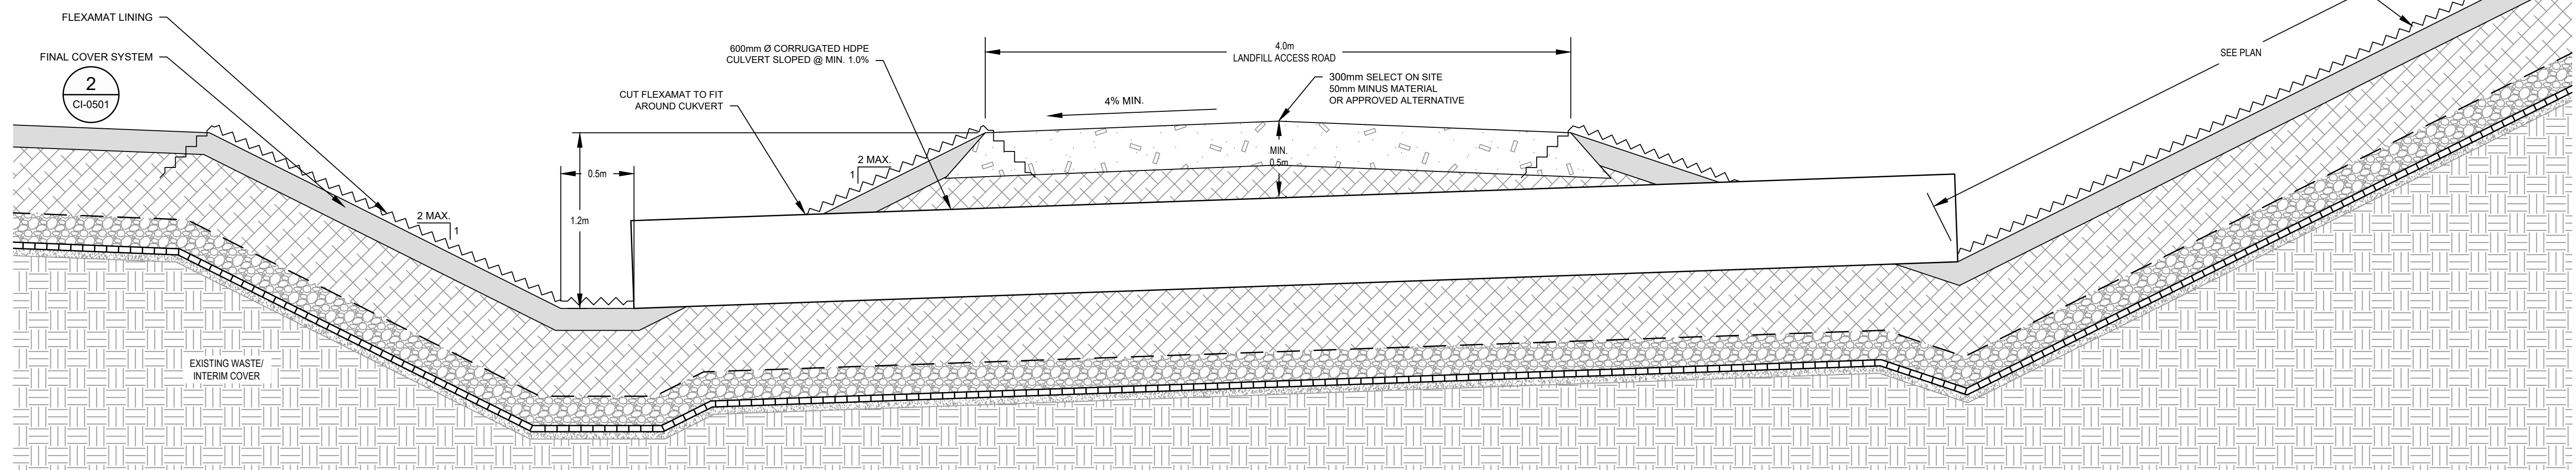 FLEXAMAT LINING
FINAL COVER SYSTEM
2
CI-0501
2 MAX.
1
EXISTING WASTE/
INTERIM COVER
600mm Ø CORRUGATED HDPE
CULVERT SLOPED @ MIN. 1.0%
CUT FLEXAMAT TO FIT
AROUND CUKVERT
0.5m
1.2m
2 MAX.
1
4.0m
LANDFILL ACCESS ROAD
4% MIN.
300mm SELECT ON SITE
50mm MINUS MATERIAL
OR APPROVED ALTERNATIVE
MIN.
0.5m
SEE PLAN